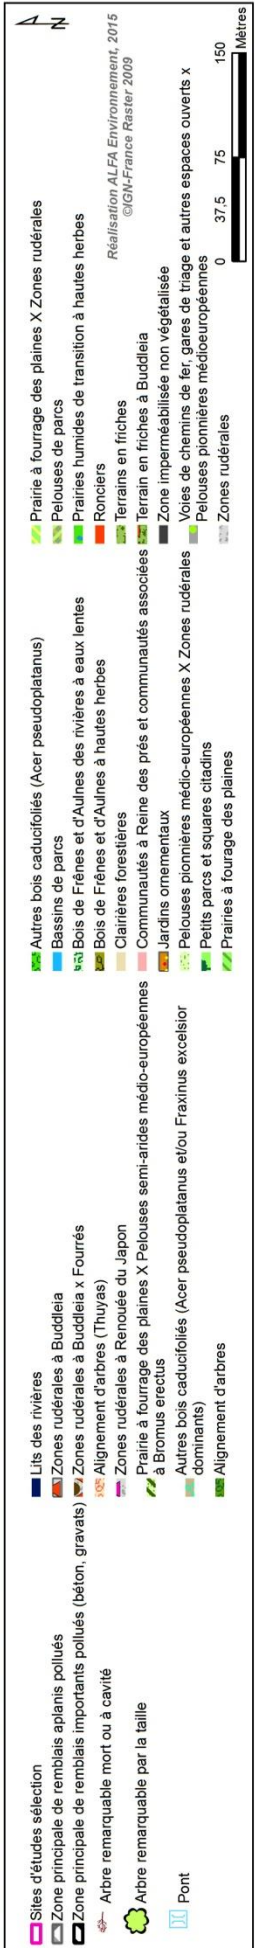 Sites d'études sélection
Zone principale de remblais aplanis pollués
Zone principale de remblais importants pollués (béton, gravats)
Arbre remarquable mort ou à cavité
Arbre remarquable par la taille
Pont
Lits des rivières
Zones rudérales à Buddleia
Zones rudérales à Buddleia x Fourrés
Alignement d'arbres (Thuyas)
Zones rudérales à Renouée du Japon
Prairie à fourrage des plaines X Pelouses semi-arides médio-européennes
à Bromus erectus
Autres bois caducifoliés (Acer pseudoplatanus et/ou Fraxinus excelsior
dominants)
Alignement d'arbres
Autres bois caducifoliés (Acer pseudoplatanus)
Bassins de parcs
Bois de Frênes et d'Aulnes des rivières à eaux lentes
Bois de Frênes et d'Aulnes à hautes herbes
Clairières forestières
Communautés à Reine des prés et communautés associées
Jardins ornementaux
Pelouses pionnières médio-européennes X Zones rudérales
Petits parcs et squares citadins
Prairies à fourage des plaines
Prairie à fourrage des plaines X Zones rudérales
Pelouses de parcs
Prairies humides de transition à hautes herbes
Ronciers
Terrains en friches
Terrain en friches à Buddleia
Zone imperméabilisée non végétalisée
Voies de chemins de fer, gares de triage et autres espaces ouverts x
Pelouses pionnières médioeuropéennes
Zones rudérales
N
Réalisation ALFA Environnement, 2015
©IGN-France Raster 2009
0 37,5 75 150
Mètres